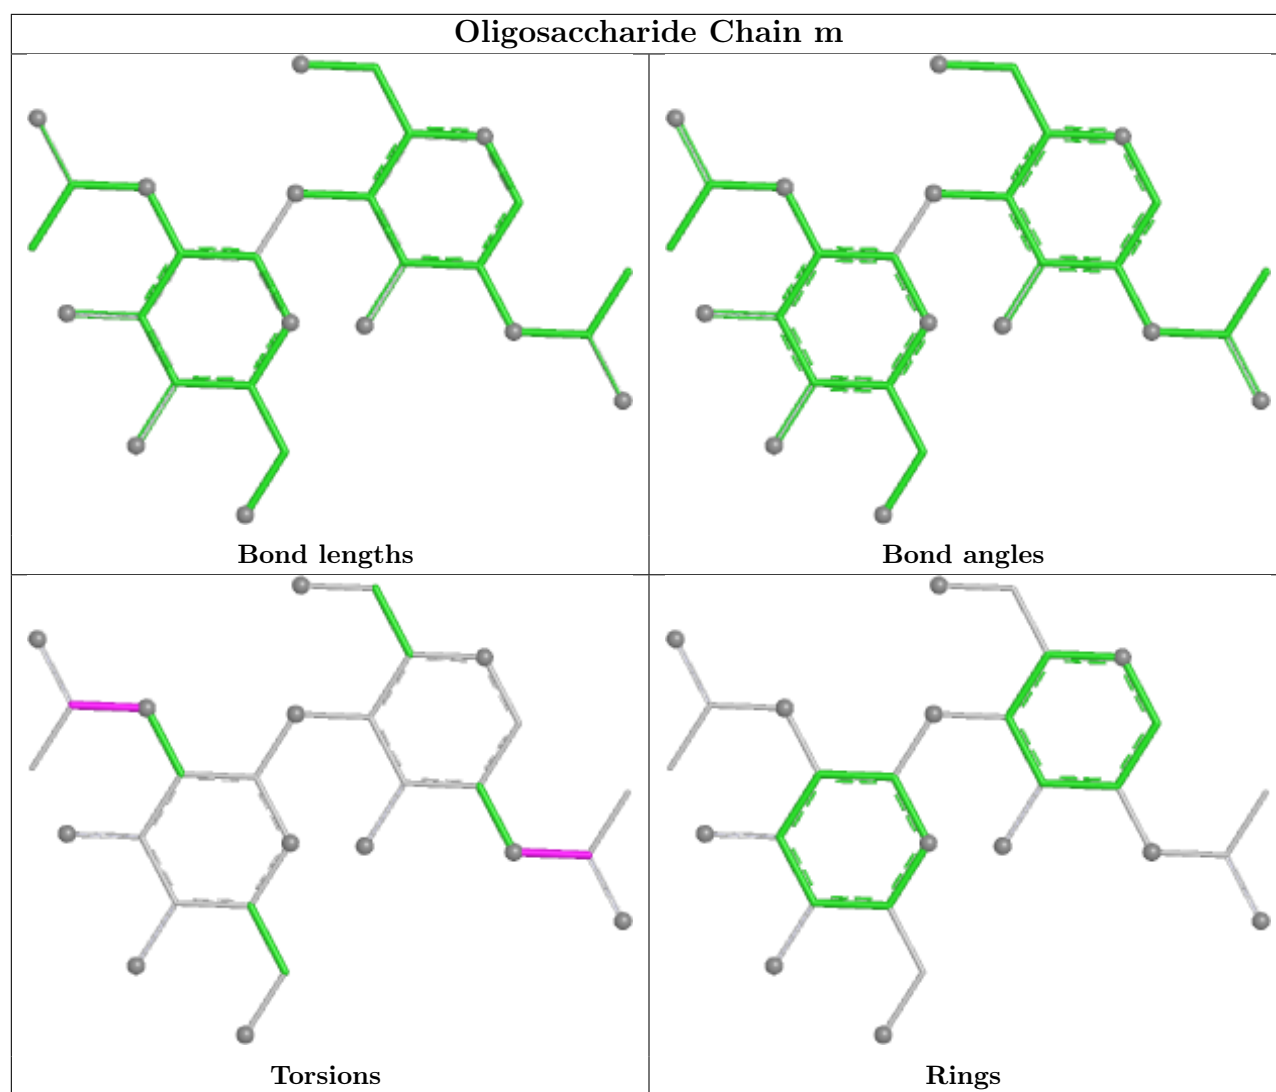 Oligosaccharide Chain m
Bond lengths
Bond angles
Torsions
Rings